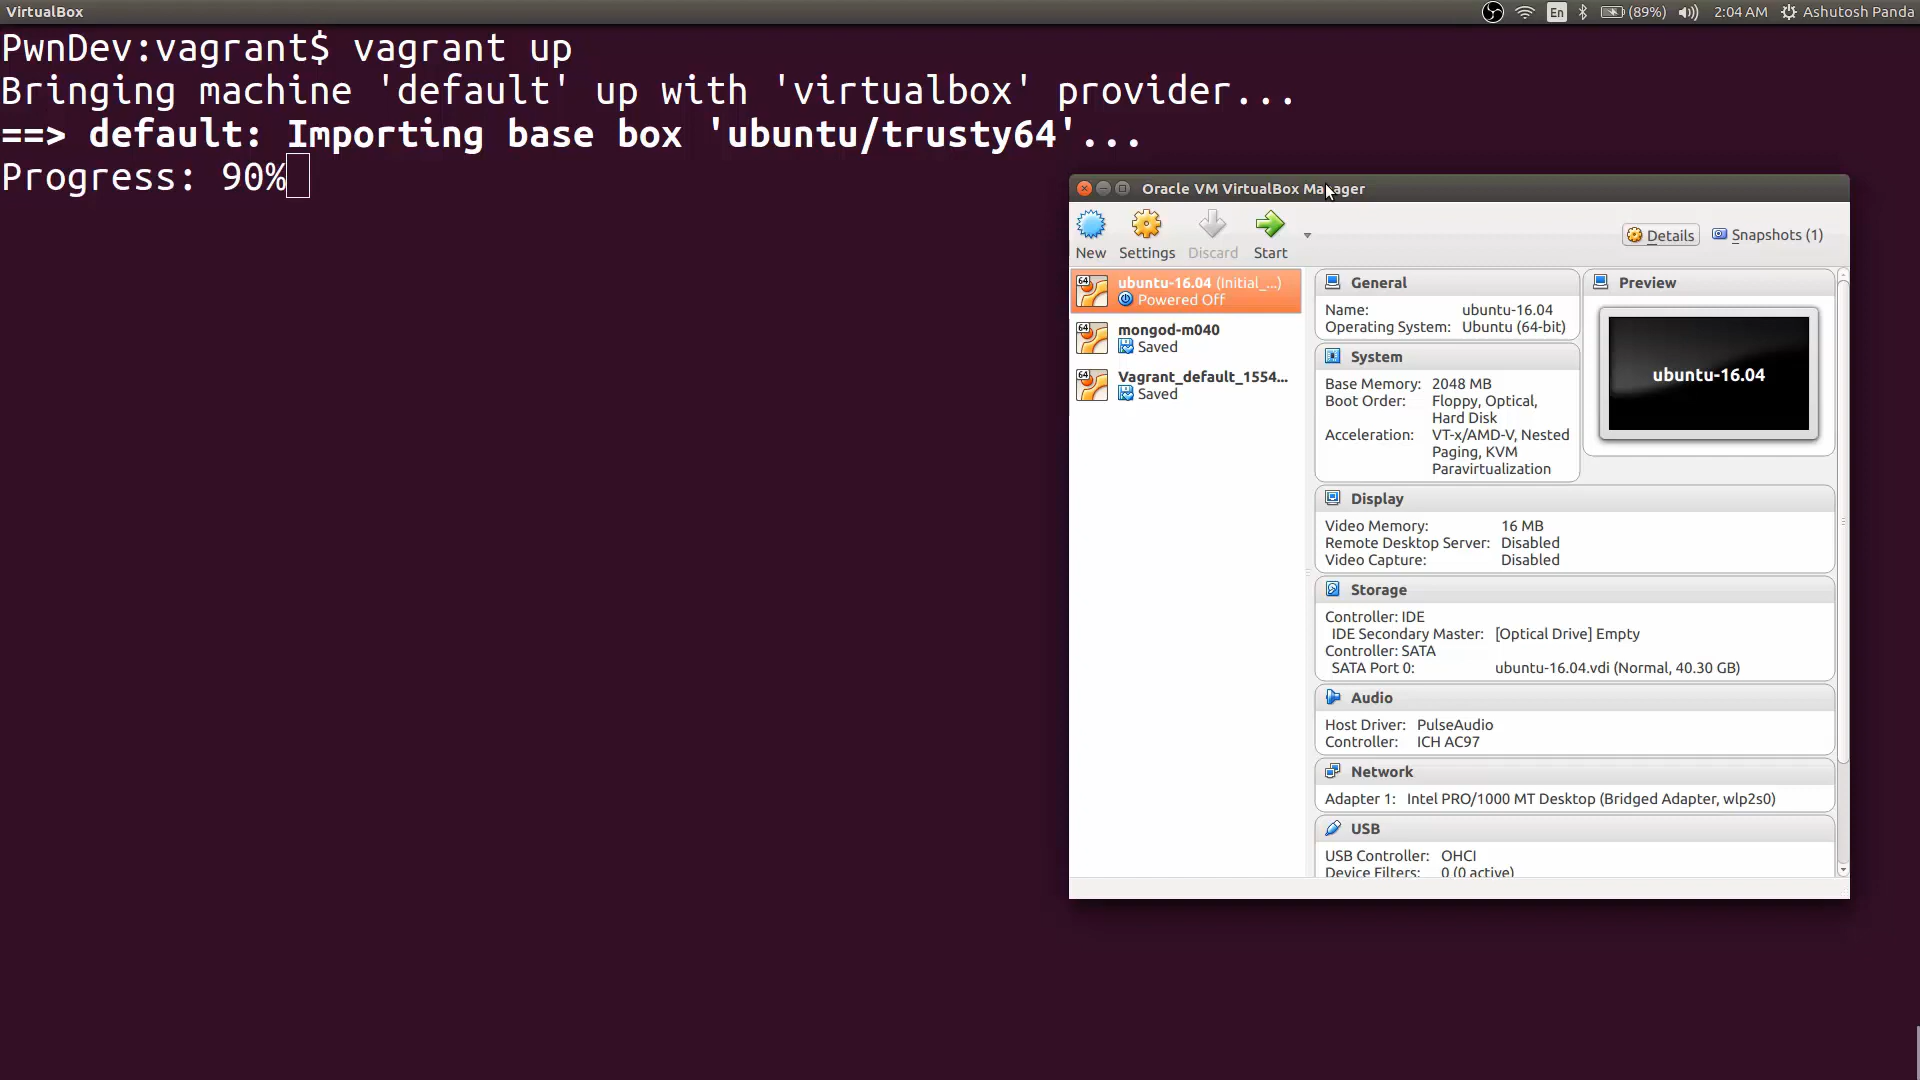 VirtualBox
En (89%) 2:04 AM Ashutosh Panda
PwnDev:vagrant$ vagrant up
Bringing machine 'default' up with 'virtualbox' provider...
==> default: Importing base box 'ubuntu/trusty64'...
Progress: 90%
Oracle VM VirtualBox Manager
New Settings Discard Start
Details Snapshots (1)
64 ubuntu-16.04 (Initial_...)
Powered Off
64 mongod-m040
Saved
64 Vagrant_default_1554...
Saved
General
Name: ubuntu-16.04
Operating System: Ubuntu (64-bit)
System
Base Memory: 2048 MB
Boot Order: Floppy, Optical,
Hard Disk
Acceleration: VT-x/AMD-V, Nested
Paging, KVM
Paravirtualization
Preview
ubuntu-16.04
Display
Video Memory: 16 MB
Remote Desktop Server: Disabled
Video Capture: Disabled
Storage
Controller: IDE
IDE Secondary Master: [Optical Drive] Empty
Controller: SATA
SATA Port 0: ubuntu-16.04.vdi (Normal, 40.30 GB)
Audio
Host Driver: PulseAudio
Controller: ICH AC97
Network
Adapter 1: Intel PRO/1000 MT Desktop (Bridged Adapter, wlp2s0)
USB
USB Controller: OHCI
Device Filters: 0 (0 active)